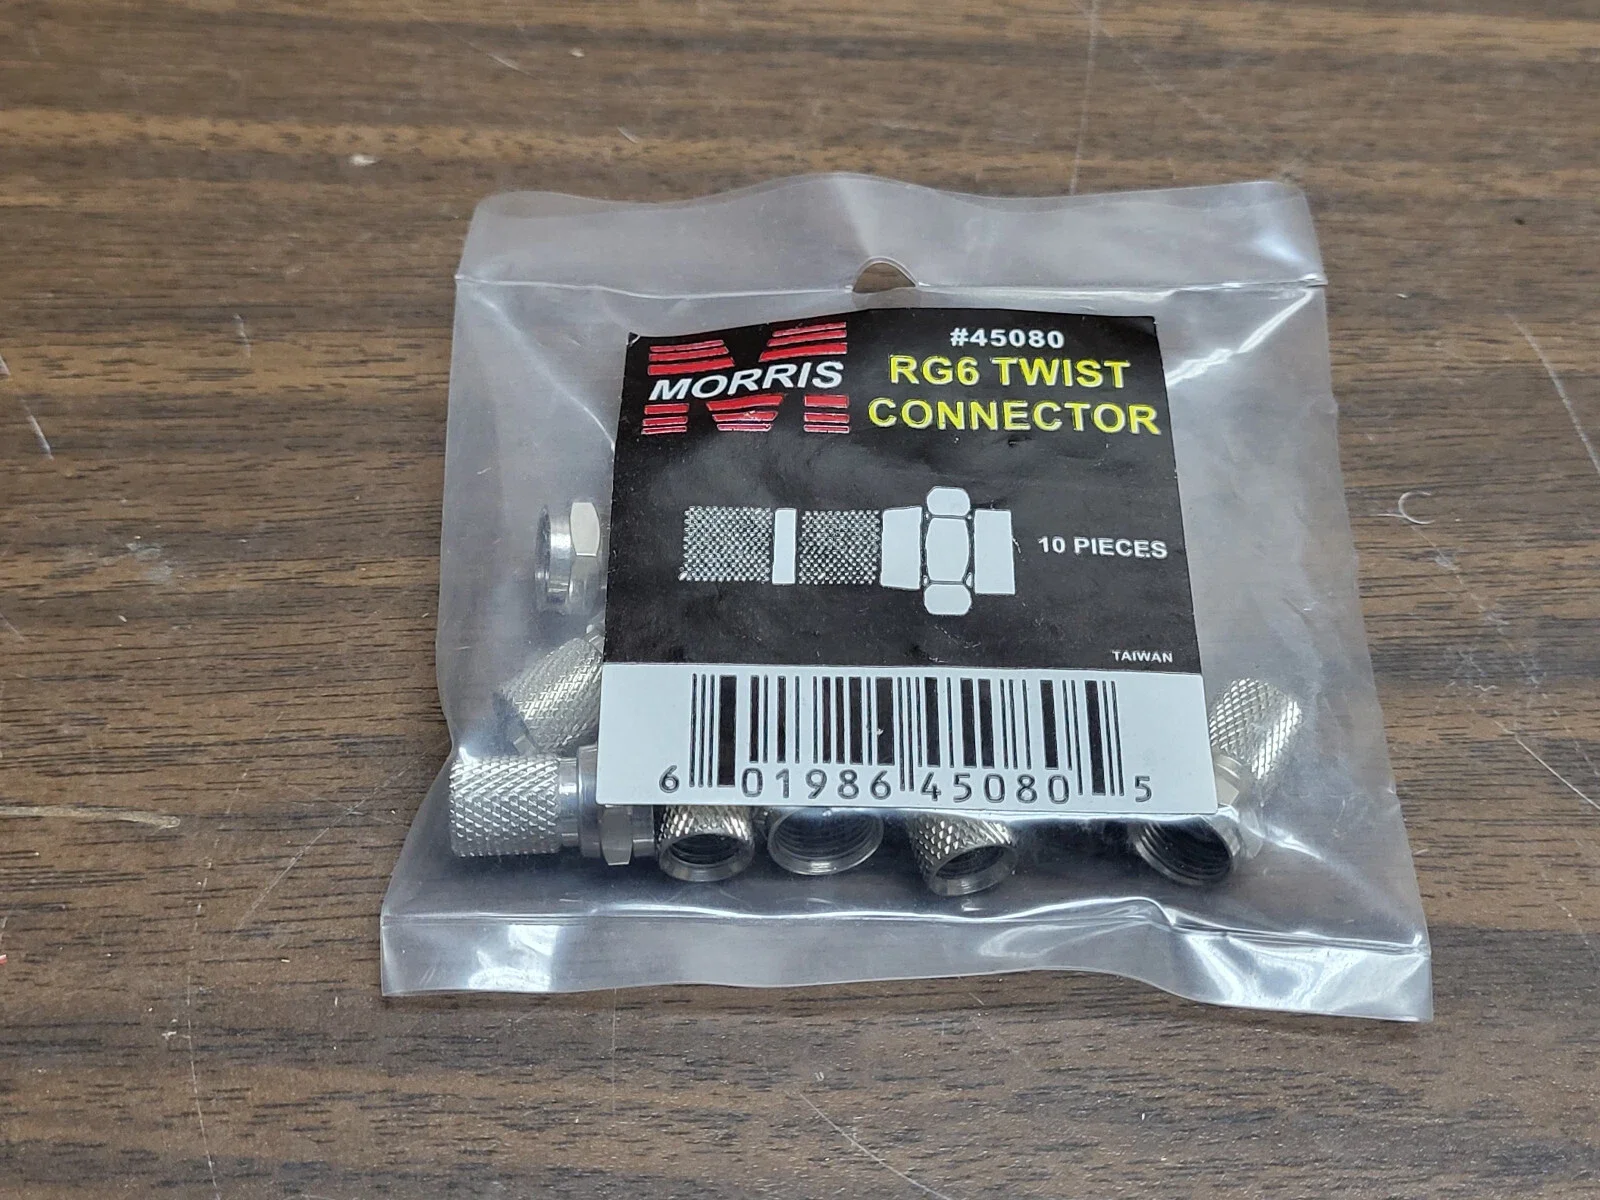 MORRIS
#45080
RG6 TWIST
CONNECTOR
10 PIECES
TAIWAN
6 01986 45080 5